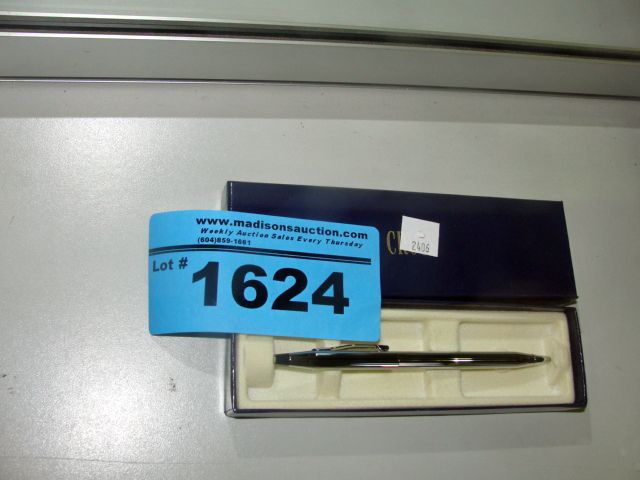 www.madisonsauction.com
Weekly Auction Sales Every Thursday
(604)859-1661
Lot #
1624
2406